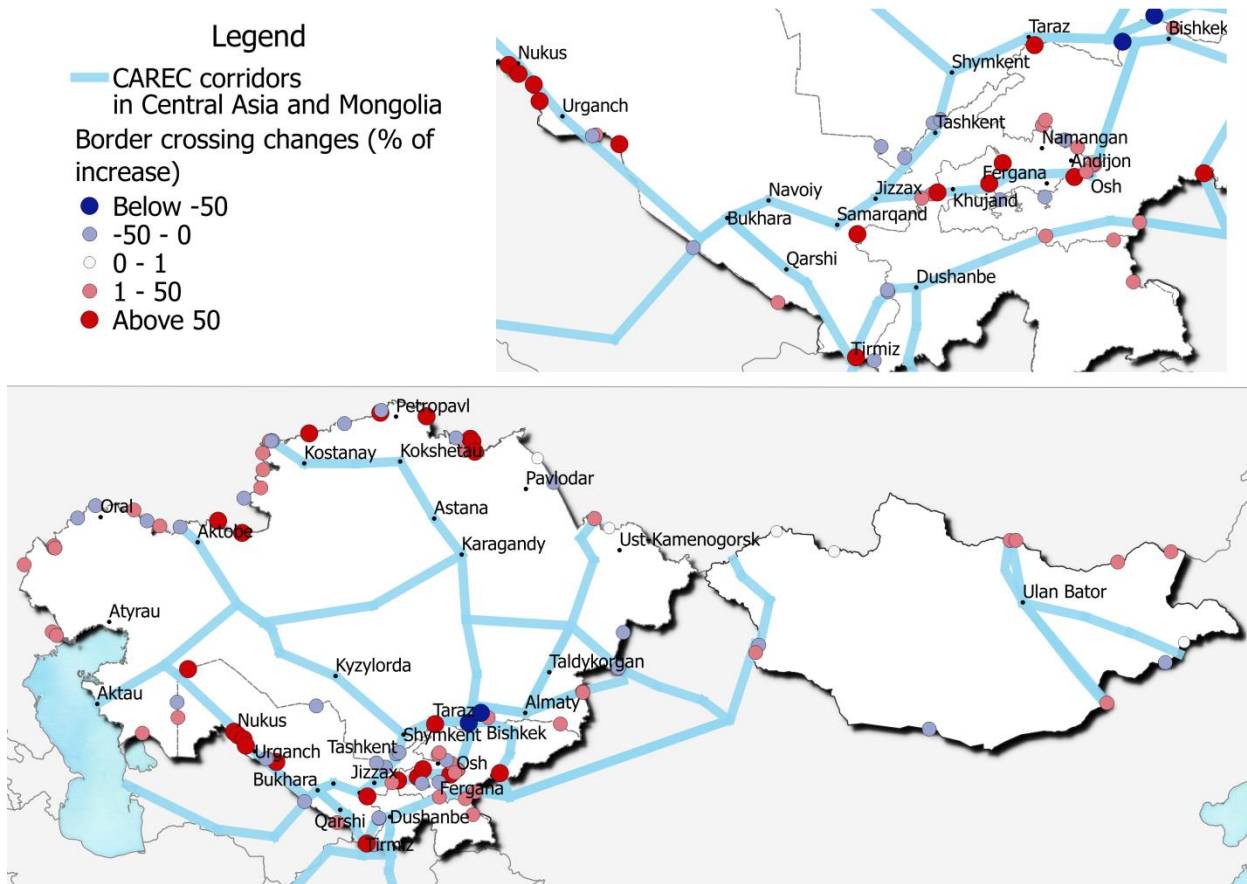 Legend
CAREC corridors
in Central Asia and Mongolia
Border crossing changes (% of
increase)
Below -50
-50 - 0
0 - 1
1 - 50
Above 50
Nukus
Urganch
Taraz
Bishkek
Shymkent
Tashkent
Namangan
Andijon
Fergana
Osh
Khujand
Jizzax
Navoiy
Bukhara
Samarqand
Qarshi
Dushanbe
Tirmiz
Petropavl
Kostanay
Kokshetau
Pavlodar
Oral
Astana
Aktobe
Karagandy
Ust-Kamenogorsk
Ulan Bator
Atyrau
Kyzylorda
Taldykorgan
Aktau
Almaty
Taraz
Nukus
Shymkent
Bishkek
Urganch
Tashkent
Osh
Bukhara
Jizzax
Fergana
Qarshi
Dushanbe
Tirmiz